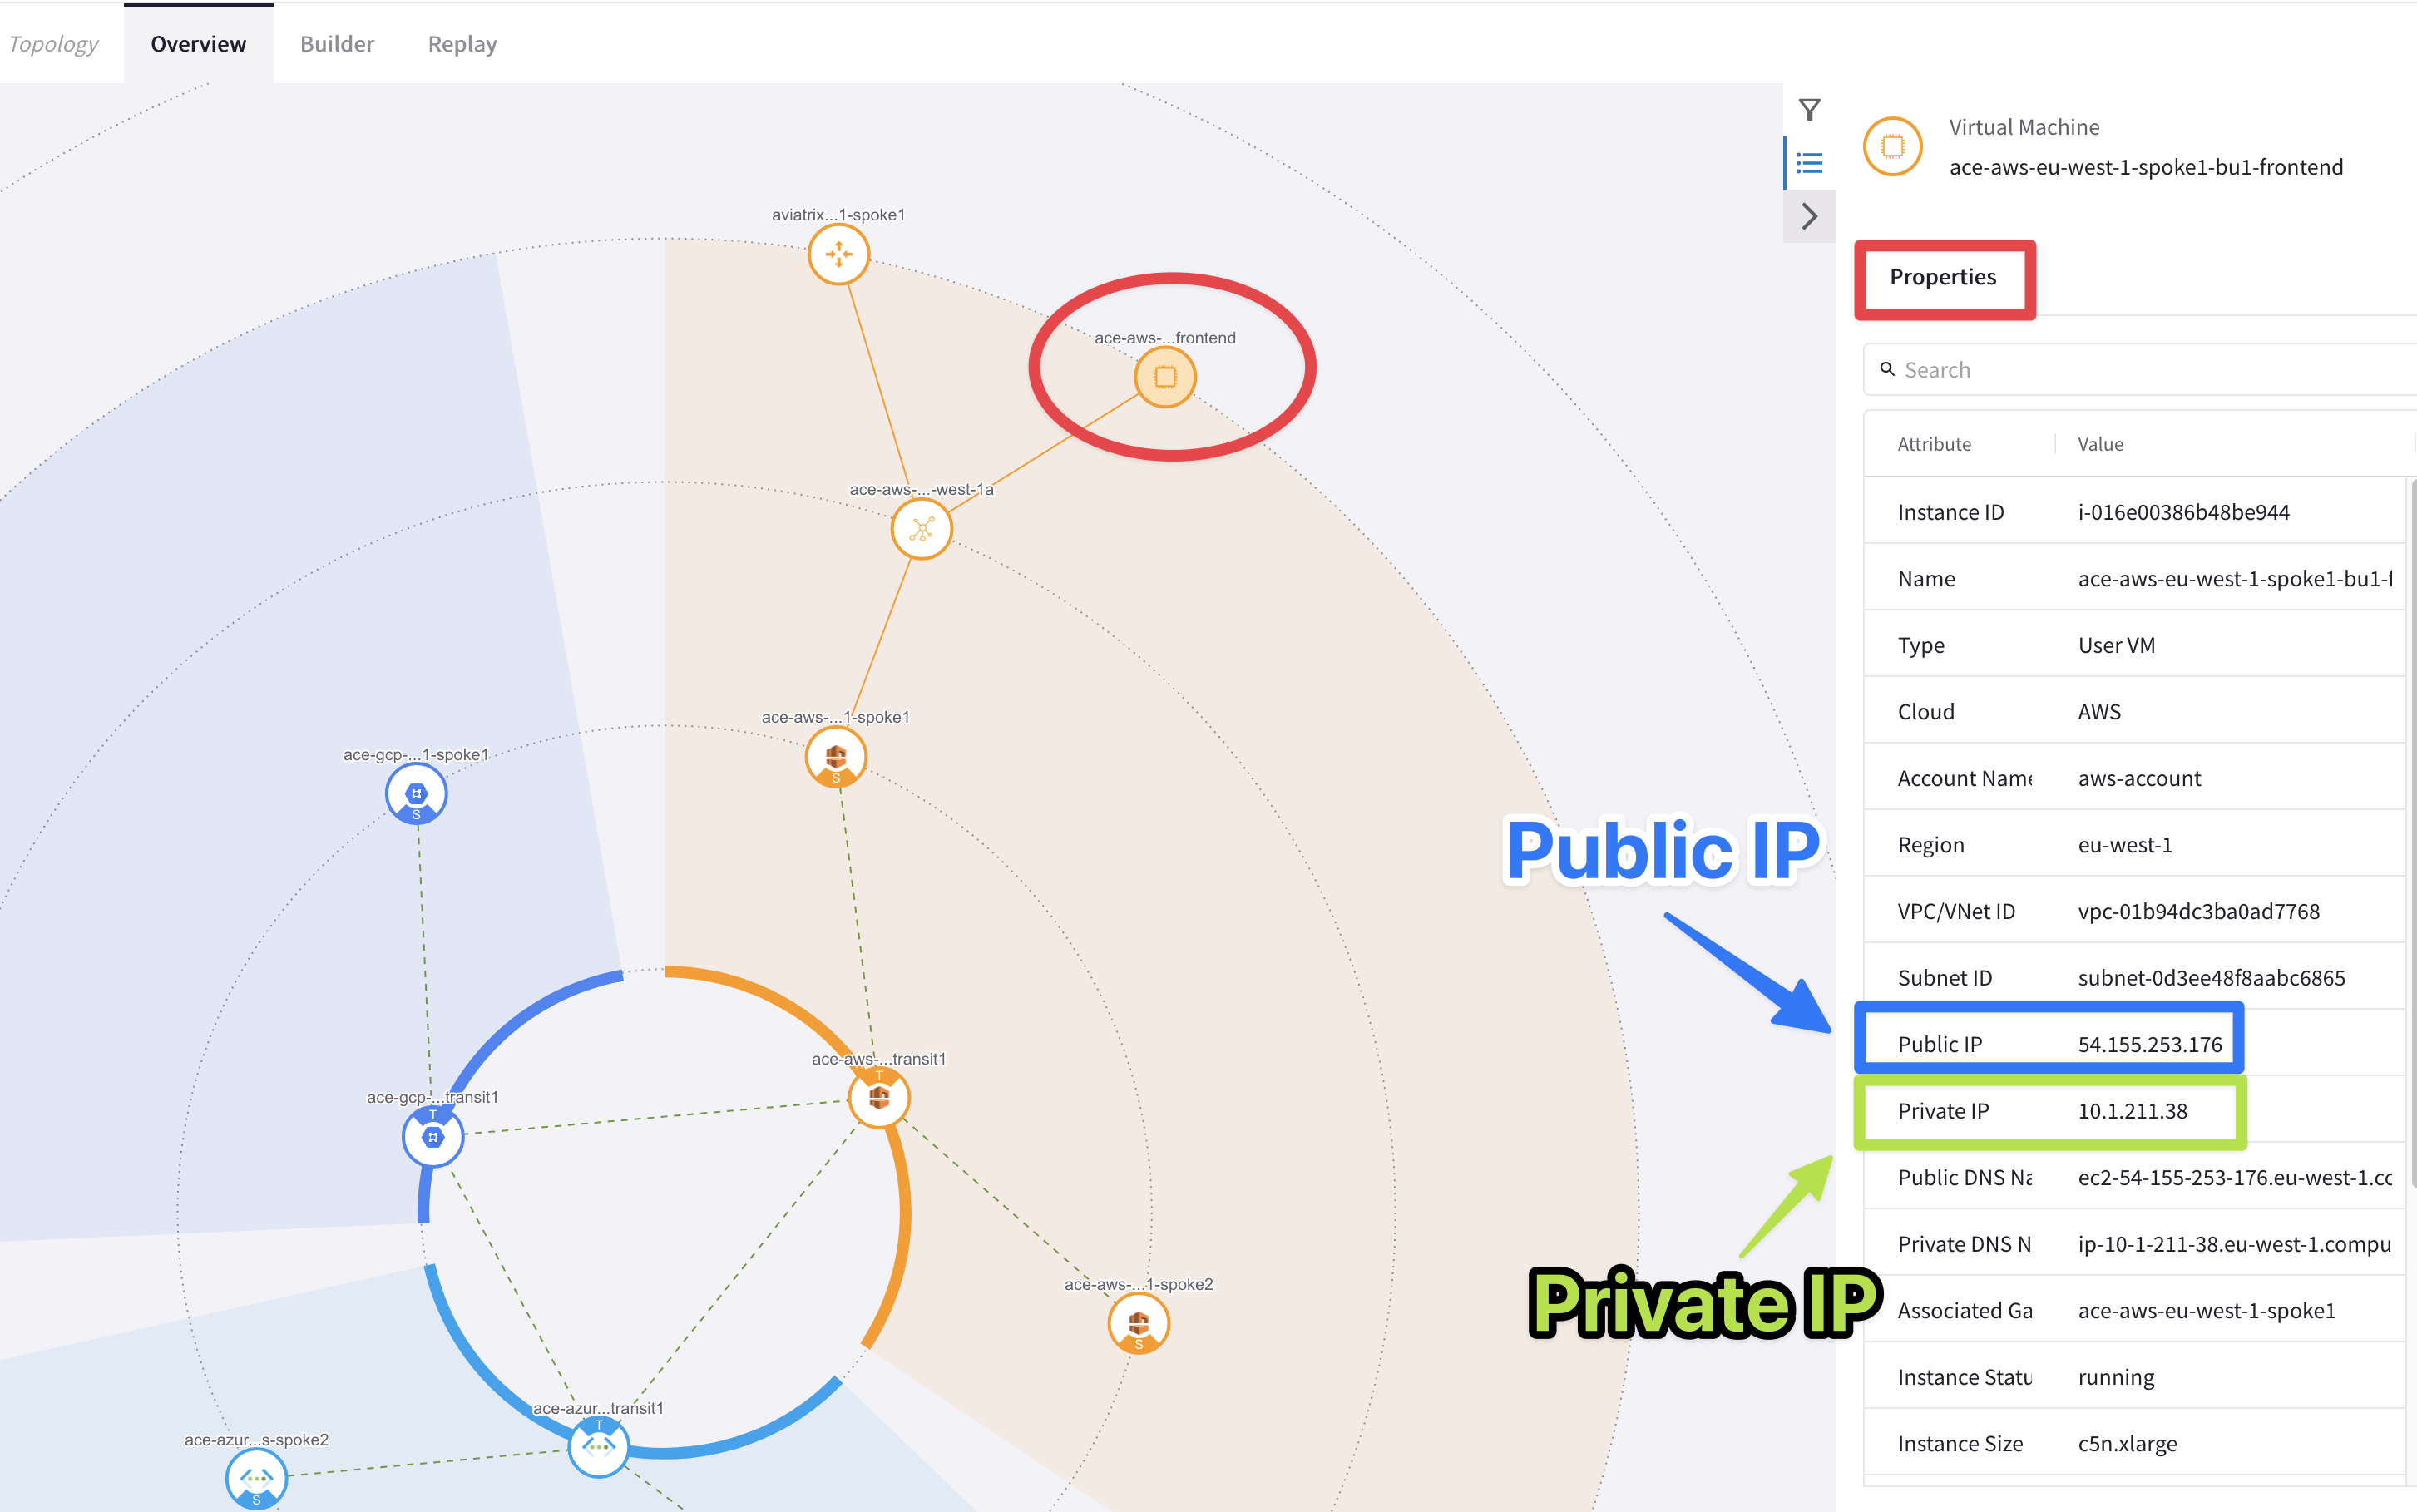 Topology
Overview
Builder
Replay
Virtual Machine
ace-aws-eu-west-1-spoke1-bu1-frontend
aviatrix...1-spoke1
Properties
ace-aws-...frontend
Search
Attribute Value
ace-aws-...-west-1a
Instance ID i-016e00386b48be944
Name ace-aws-eu-west-1-spoke1-bu1-f
Type User VM
Cloud AWS
ace-aws-...1-spoke1
S
ace-gcp-...1-spoke1
S
Account Name aws-account
Region eu-west-1
Public IP
VPC/VNet ID vpc-01b94dc3ba0ad7768
Subnet ID subnet-0d3ee48f8aabc6865
Public IP 54.155.253.176
ace-aws-...transit1
T
ace-gcp-...transit1
T
Private IP 10.1.211.38
Public DNS Na ec2-54-155-253-176.eu-west-1.co
Private DNS N ip-10-1-211-38.eu-west-1.compu
ace-aws-...1-spoke2
S
Private IP
Associated Ga ace-aws-eu-west-1-spoke1
Instance Statu running
ace-azur...transit1
T
ace-azur...s-spoke2
S
Instance Size c5n.xlarge